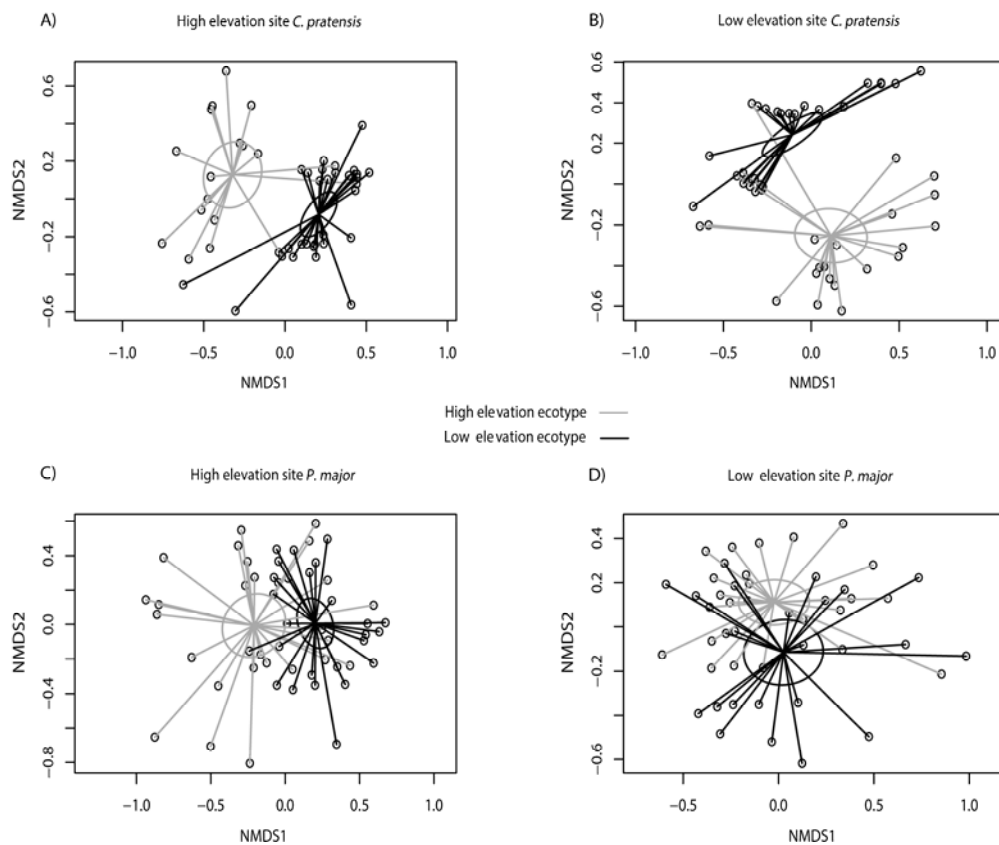 A)
High elevation site C. pratensis
NMDS2
0.6
0.2
−0.2
−0.6
−1.0
−0.5
0.0
0.5
1.0
NMDS1
B)
Low elevation site C. pratensis
NMDS2
0.6
0.4
0.2
−0.2
−0.6
−1.0
−0.5
0.0
0.5
1.0
NMDS1
High elevation ecotype
Low elevation ecotype
C)
High elevation site P. major
NMDS2
0.4
0.0
−0.4
−0.8
−1.0
−0.5
0.0
0.5
1.0
NMDS1
D)
Low elevation site P. major
NMDS2
0.4
0.2
−0.2
−0.6
−0.5
0.0
0.5
1.0
NMDS1